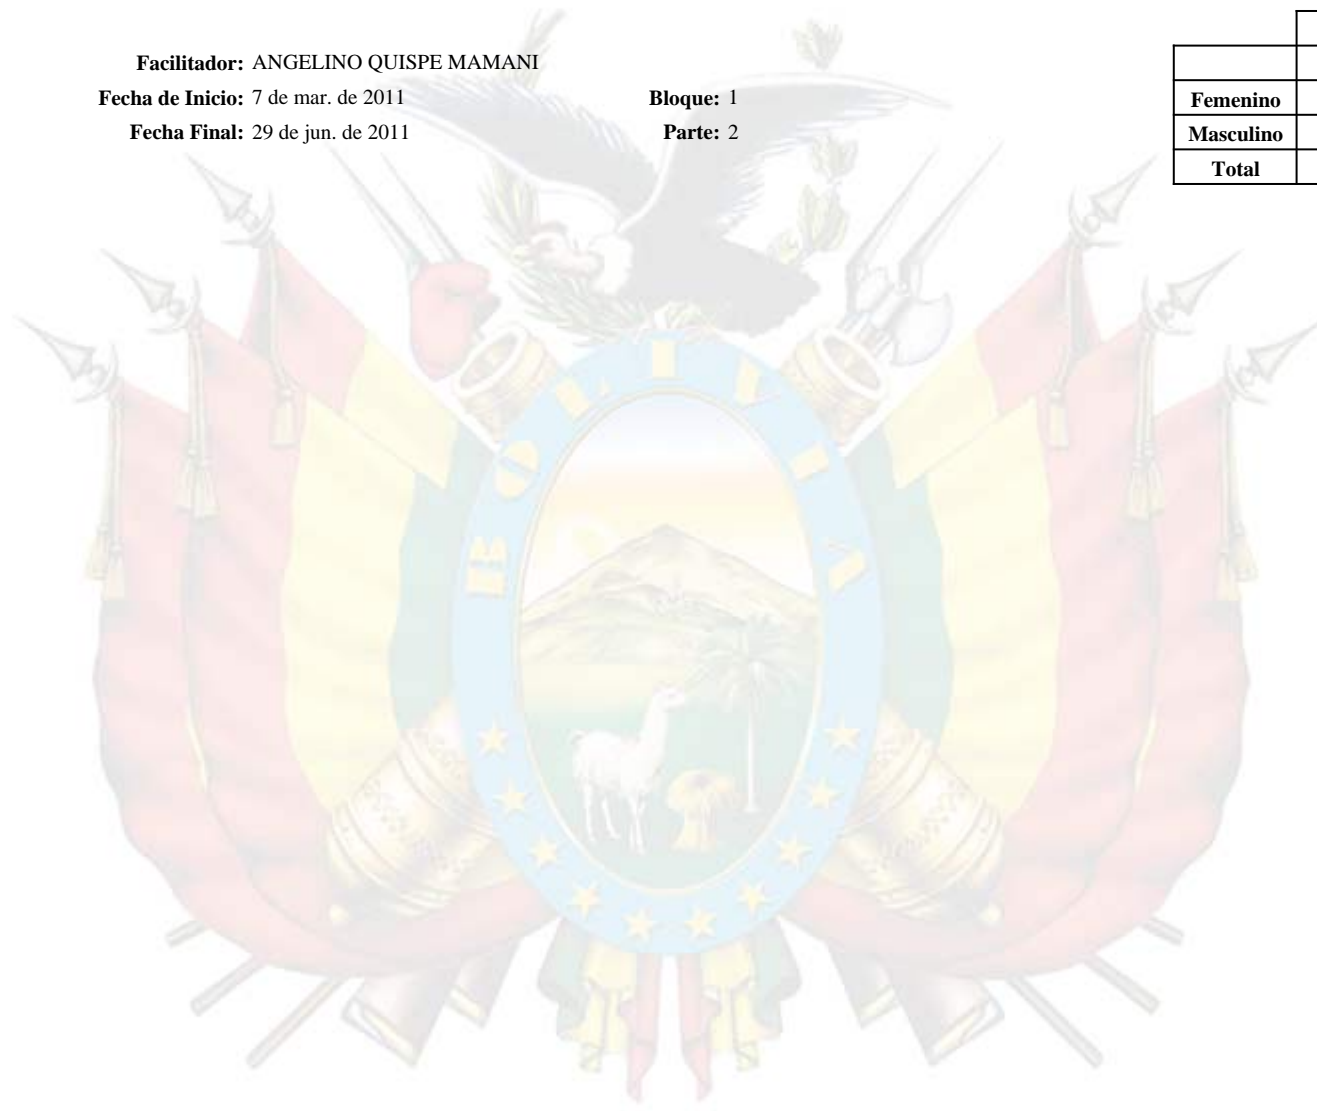 Facilitador: ANGELINO QUISPE MAMANI
Fecha de Inicio: 7 de mar. de 2011 Bloque: 1
Fecha Final: 29 de jun. de 2011 Parte: 2
Femenino
Masculino
Total
BOLIVIA